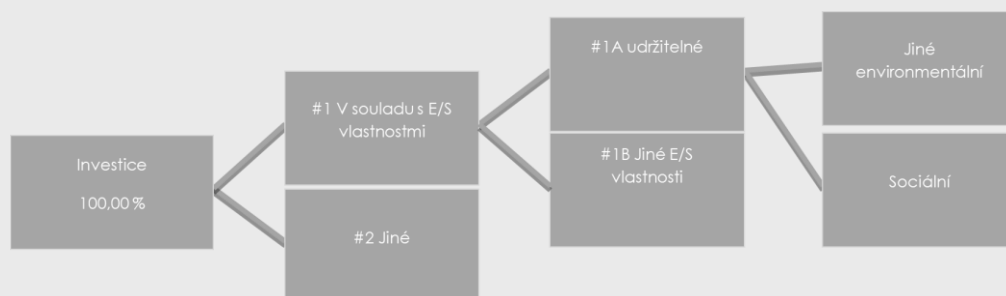 Investice
100,00 %
#1 V souladu s E/S
vlastnostmi
#2 Jiné
#1A udržitelné
#1B Jiné E/S
vlastnosti
Jiné
environmentální
Sociální